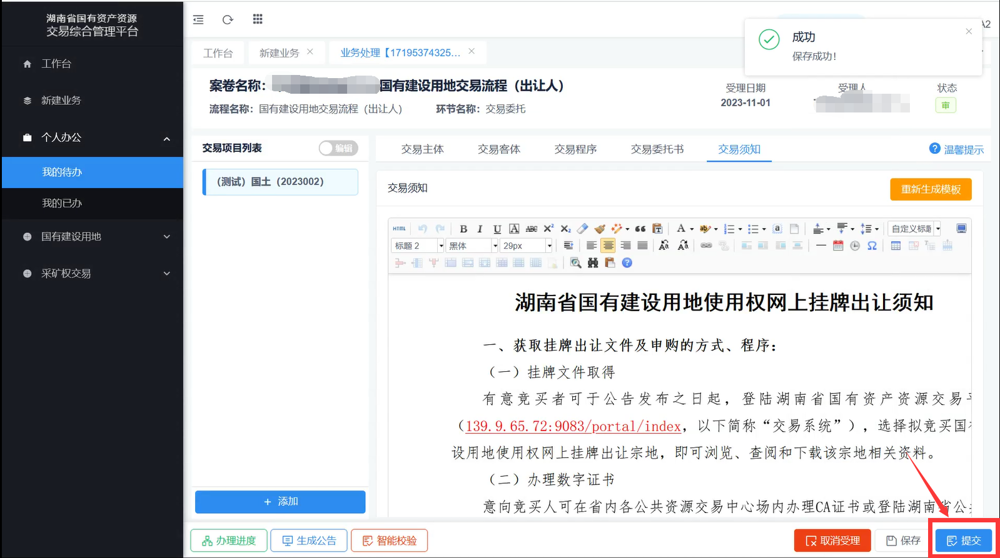 湖南省国有资产资源
交易综合管理平台
工作台
新建业务
个人办公
我的待办
我的已办
国有建设用地
采矿权交易
A2
成功
保存成功！
工作台
新建业务
业务处理【17195374325...
案卷名称：
国有建设用地交易流程（出让人）
流程名称：国有建设用地交易流程（出让人）
环节名称：交易委托
受理日期
2023-11-01
受理人
状态
审
交易项目列表
编辑
（测试）国土（2023002）
添加
交易主体
交易客体
交易程序
交易委托书
交易须知
温馨提示
交易须知
重新生成模板
HTML
自定义标题
标题 2
黑体
29px
湖南省国有建设用地使用权网上挂牌出让须知
一、获取挂牌出让文件及申购的方式、程序：
（一）挂牌文件取得
有意竞买者可于公告发布之日起，登陆湖南省国有资产资源交易
（139.9.65.72:9083/portal/index，以下简称“交易系统”），选择拟竞买国
设用地使用权网上挂牌出让宗地，即可浏览、查阅和下载该宗地相关资料。
（二）办理数字证书
意向竞买人可在省内各公共资源交易中心场内办理CA证书或登陆湖南省公
办理进度
生成公告
智能校验
取消受理
保存
提交